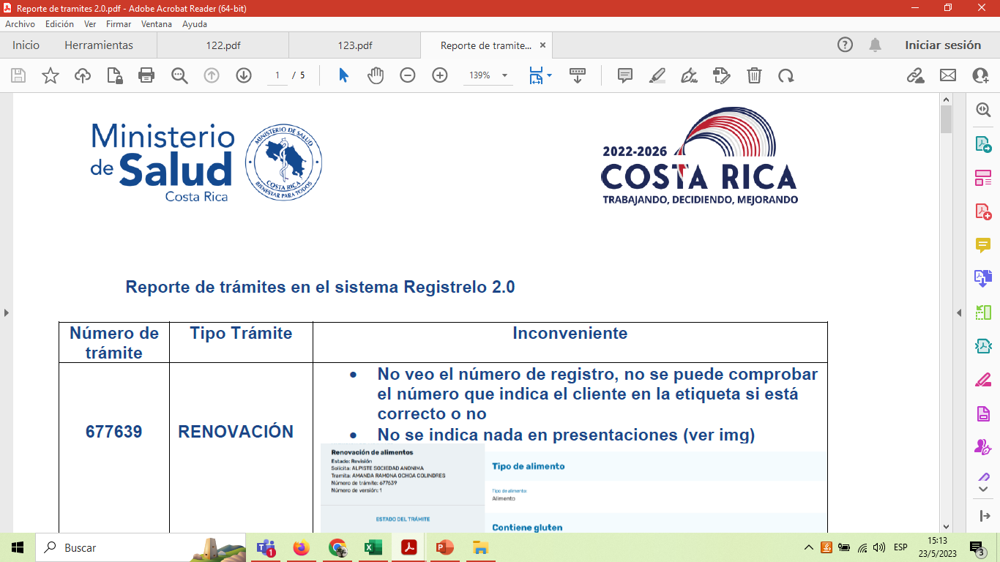 Reporte de tramites 2.0.pdf - Adobe Acrobat Reader (64-bit)
Archivo Edición Ver Firmar Ventana Ayuda
Inicio Herramientas 122.pdf 123.pdf Reporte de tramite... × Iniciar sesión
1 / 5 139%
Ministerio
de Salud
Costa Rica
MINISTERIO DE SALUD
COSTA RICA
BIENESTAR PARA TODOS
2022-2026
COSTA RICA
TRABAJANDO, DECIDIENDO, MEJORANDO
Reporte de trámites en el sistema Registrelo 2.0
Número de trámite
Tipo Trámite
Inconveniente
677639
RENOVACIÓN
• No veo el número de registro, no se puede comprobar
el número que indica el cliente en la etiqueta si está
correcto o no
• No se indica nada en presentaciones (ver img)
Renovación de alimentos
Estado: Revisión
Solicita: ALPISTE SOCIEDAD ANONIMA
Tramita: AMANDA RAMONA OCHOA COLINDRES
Número de trámite: 677639
Número de versión: 1
ESTADO DEL TRÁMITE
Tipo de alimento
Tipo de alimento:
Alimento
Contiene gluten
Buscar
1
ESP
15:13
23/5/2023
3